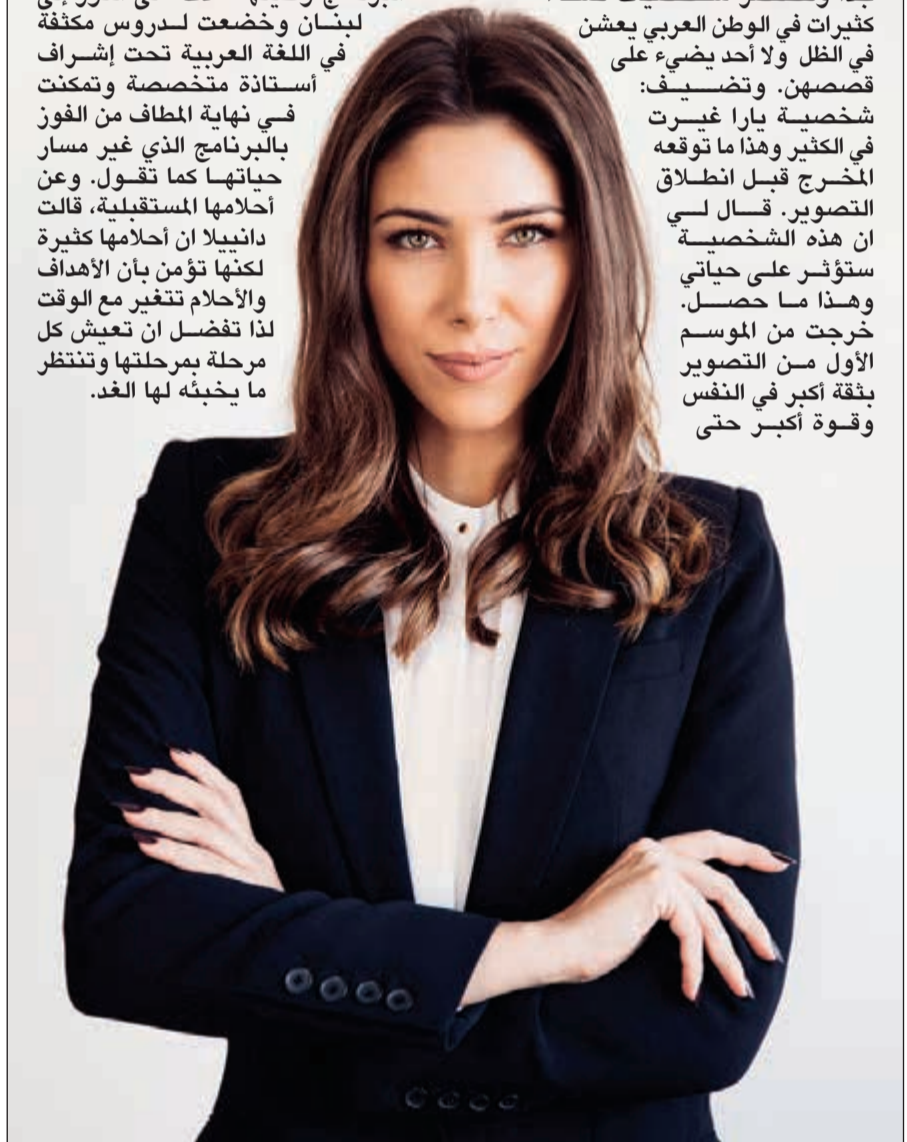 كثيرات في الوطن العربي يعشن
في الظل ولا أحد يضيء على
قصصهن. وتضيف:
شخصية يارا غيرت
في الكثير وهذا ما توقعه
المخرج قبل انطلاق
التصوير. قال لي
ان هذه الشخصية
ستؤثر على حياتي
وهذا ما حصل.
خرجت من الموسم
الأول من التصوير
بثقة أكبر في النفس
وقوة أكبر حتى
لبنان وخضعت لدروس مكثفة
في اللغة العربية تحت إشراف
أستاذة متخصصة وتمكنت
في نهاية المطاف من الفوز
بالبرنامج الذي غير مسار
حياتها كما تقول. وعن
أحلامها المستقبلية، قالت
دانييلا ان أحلامها كثيرة
لكنها تؤمن بأن الأهداف
والأحلام تتغير مع الوقت
لذا تفضل ان تعيش كل
مرحلة بمرحلتها وتنتظر
ما يخبئه لها الغد.